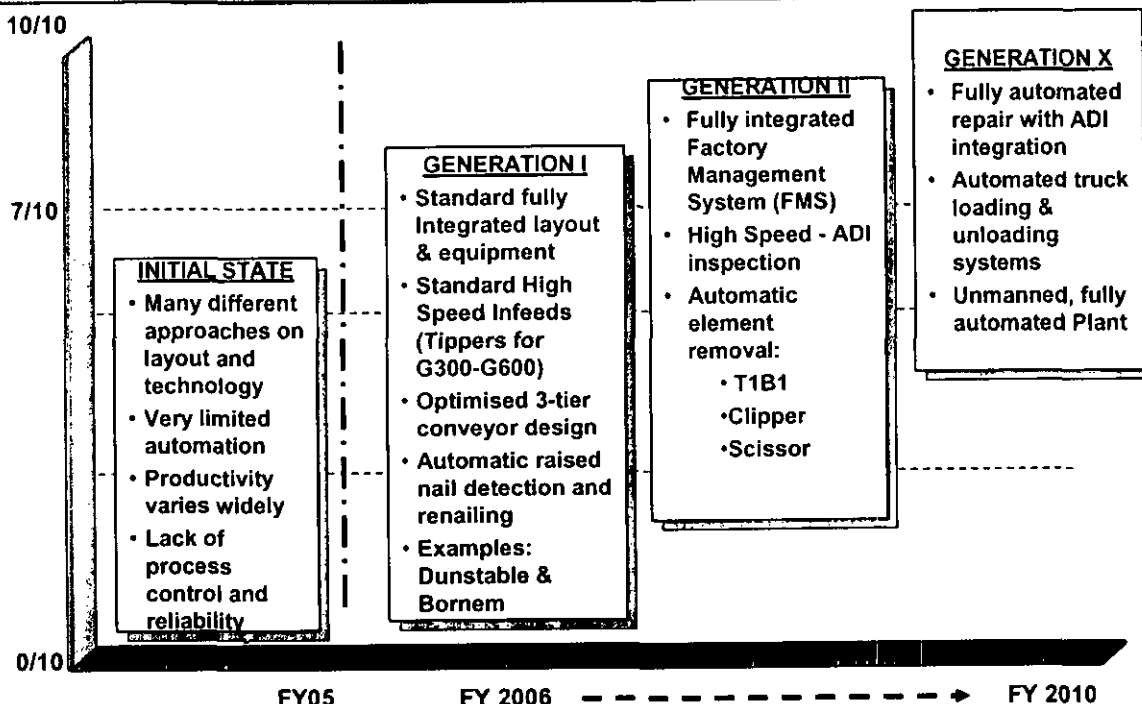 10/10
7/10
0/10
INITIAL STATE
• Many different
approaches on
layout and
technology
• Very limited
automation
• Productivity
varies widely
• Lack of
process
control and
reliability
GENERATION I
• Standard fully
Integrated layout
& equipment
• Standard High
Speed Infeeds
(Tippers for
G300-G600)
• Optimised 3-tier
conveyor design
• Automatic raised
nail detection and
renailing
• Examples:
Dunstable &
Bornem
GENERATION II
• Fully integrated
Factory
Management
System (FMS)
• High Speed - ADI
inspection
• Automatic
element
removal:
• T1B1
•Clipper
•Scissor
GENERATION X
• Fully automated
repair with ADI
integration
• Automated truck
loading &
unloading
systems
• Unmanned, fully
automated Plant
FY05
FY 2006
FY 2010